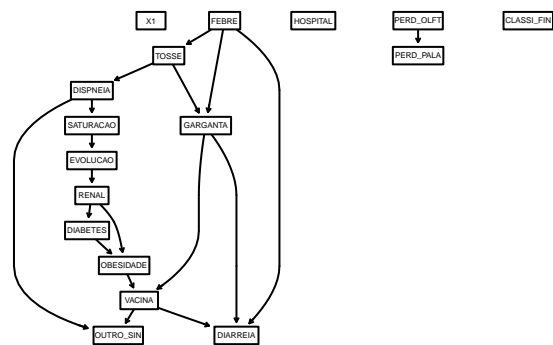 X1 FEBRE HOSPITAL PERD_OLFT CLASSI_FIN
TOSSE PERD_PALA
DISPNEIA
SATURACAO GARGANTA
EVOLUCAO
RENAL
DIABETES
OBESIDADE
VACINA
OUTRO_SIN DIARREIA